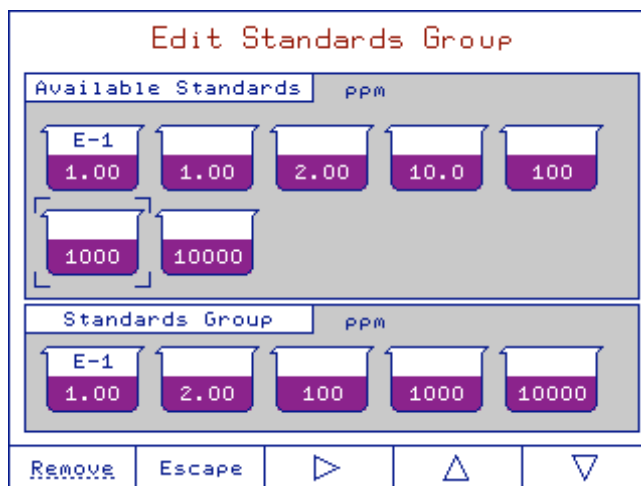 Edit Standards Group
Available Standards ppm
E-1
1.00 1.00 2.00 10.0 100
1000 10000
Standards Group ppm
E-1
1.00 2.00 100 1000 10000
Remove Escape